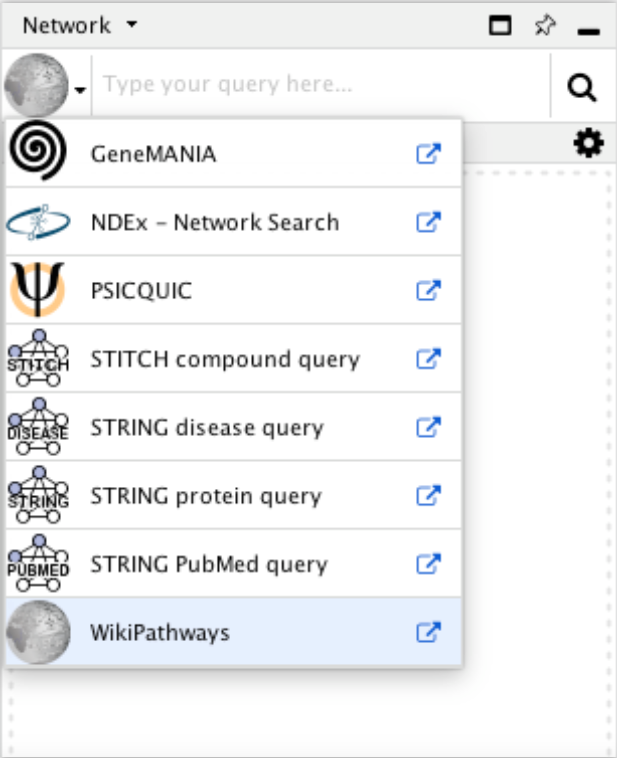 Network
Type your query here...
GeneMANIA
NDEx – Network Search
PSICQUIC
STITCH
STITCH compound query
DISEASE
STRING disease query
STRING
STRING protein query
PUBMED
STRING PubMed query
WikiPathways